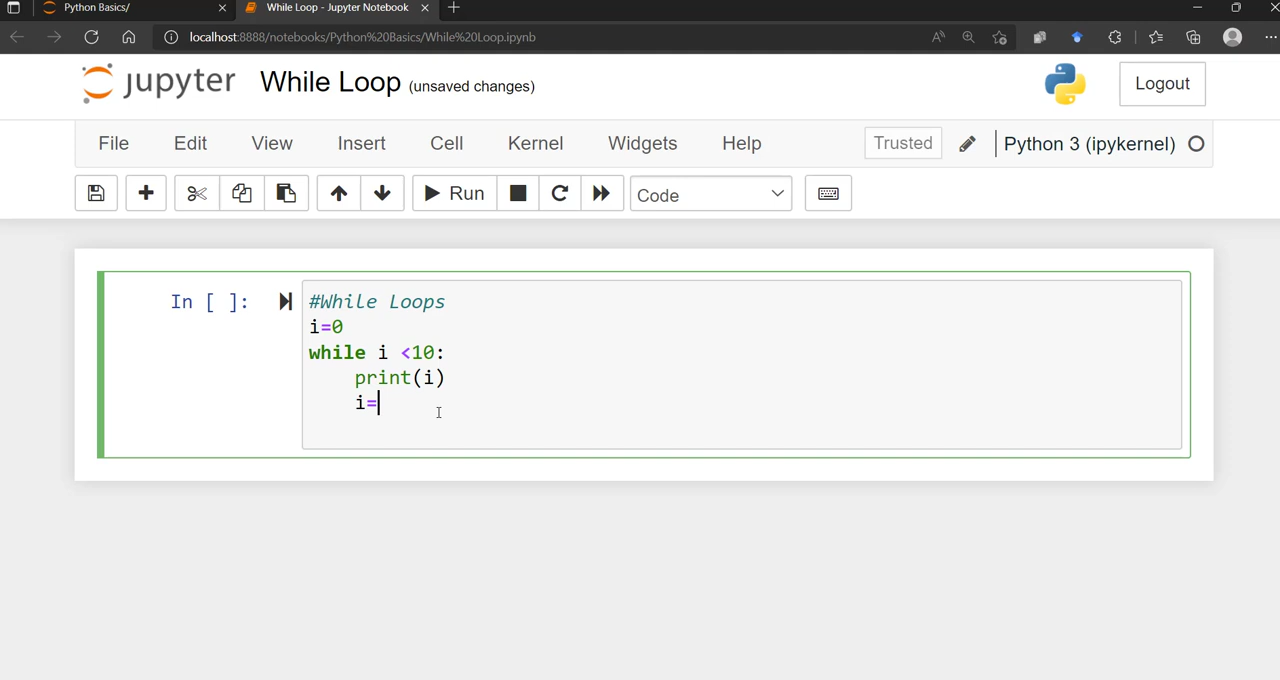 Python Basics/
While Loop - Jupyter Notebook
localhost:8888/notebooks/Python%20Basics/While%20Loop.ipynb
jupyter While Loop (unsaved changes)
Logout
File Edit View Insert Cell Kernel Widgets Help Trusted Python 3 (ipykernel)
Run Code
In [ ]: #While Loops
i=0
while i <10:
print(i)
i=